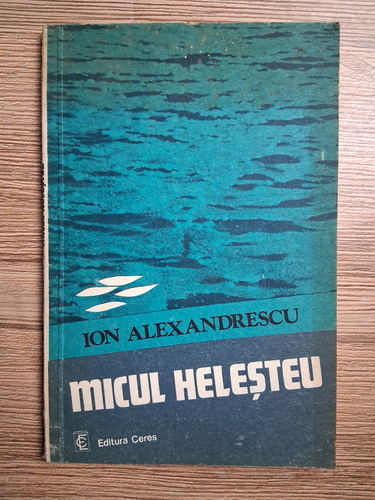 ION ALEXANDRESCU
MICUL HELEȘTEU
Editura Ceres